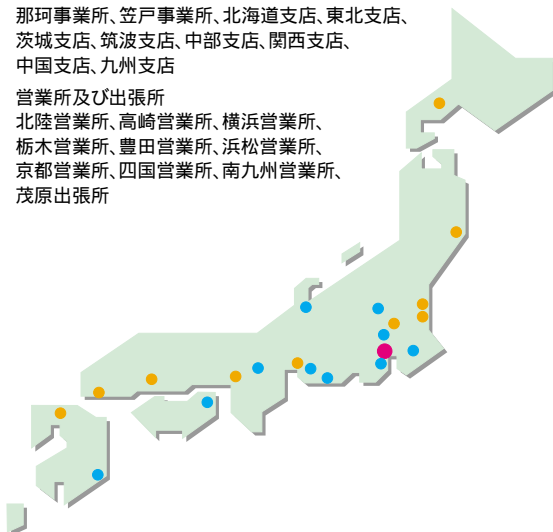 那珂事業所、笠戸事業所、北海道支店、東北支店、
茨城支店、筑波支店、中部支店、関西支店、
中国支店、九州支店
営業所及び出張所
北陸営業所、高崎営業所、横浜営業所、
栃木営業所、豊田営業所、浜松営業所、
京都営業所、四国営業所、南九州営業所、
茂原出張所